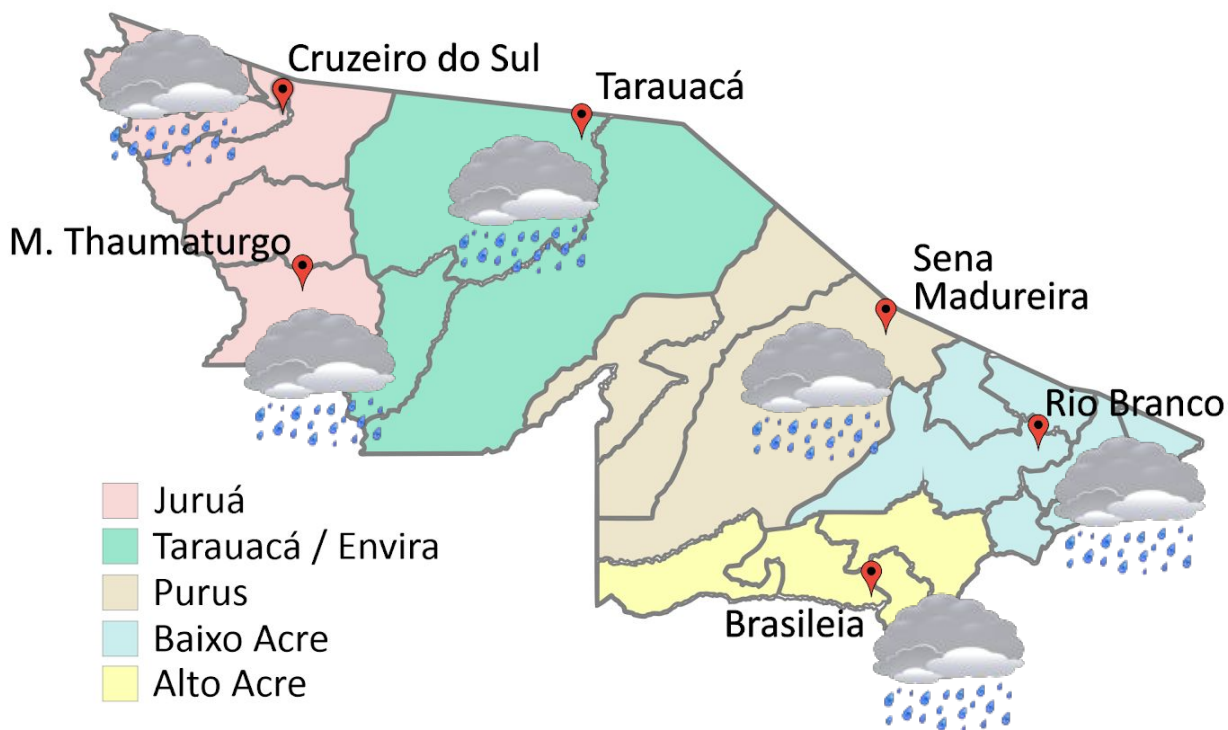 Cruzeiro do Sul
Tarauacá
M. Thaumaturgo
Sena
Madureira
Rio Branco
Brasileia
Juruá
Tarauacá / Envira
Purus
Baixo Acre
Alto Acre